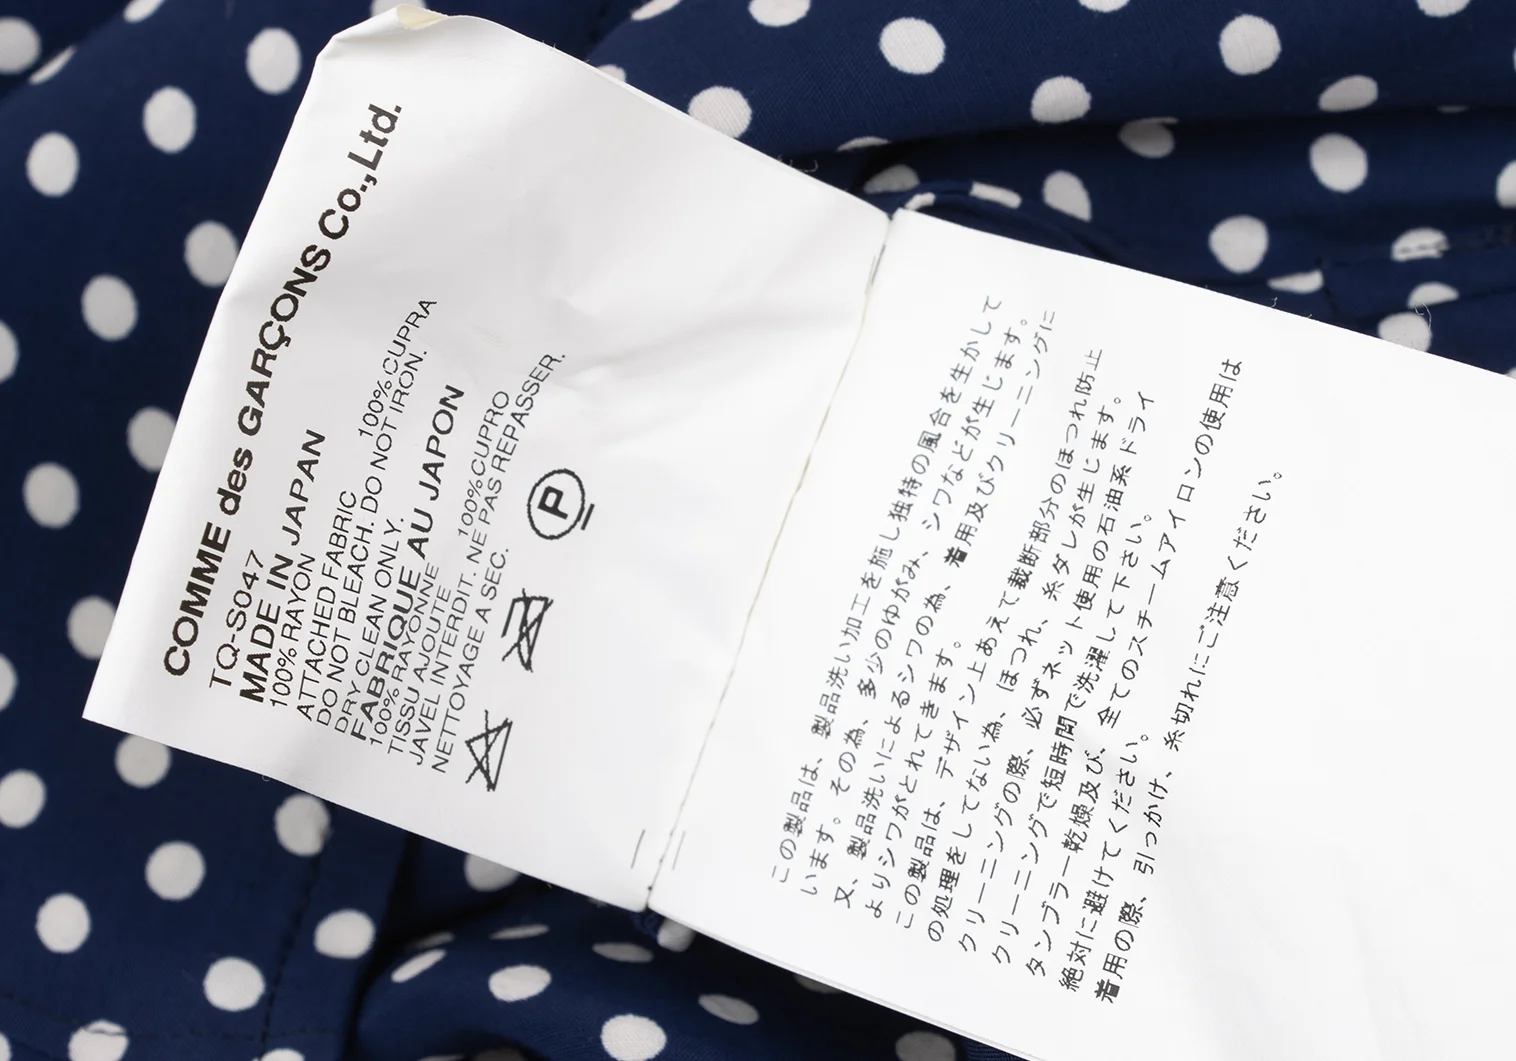 COMME des GARÇONS Co.,Ltd.
TQ-S047
MADE IN JAPAN
100% RAYON
ATTACHED FABRIC 100% CUPRA
DO NOT BLEACH. DO NOT IRON.
DRY CLEAN ONLY.
FABRIQUE AU JAPON
100% RAYONNE
TISSU AJOUTE 100% CUPRO
JAVEL INTERDIT. NE PAS REPASSER.
NETTOYAGE A SEC.
P
この製品は、製品洗い加工を施し独特の風合を生かして
います。その為、多少のゆがみ、シワなどが生じます。
又、製品洗いによるシワの為、着用及びクリーニングに
よりシワがとれてきます。
この製品は、デザイン上あえて裁断部分のほつれ防止
の処理をしてない為、ほつれ、糸ダレが生じます。
クリーニングの際、必ずネット使用の石油系ドライ
クリーニングで短時間で洗濯して下さい。
タンブラー乾燥及び、全てのスチームアイロンの使用は
絶対に避けてください。
着用の際、引っかけ、糸切れにご注意ください。